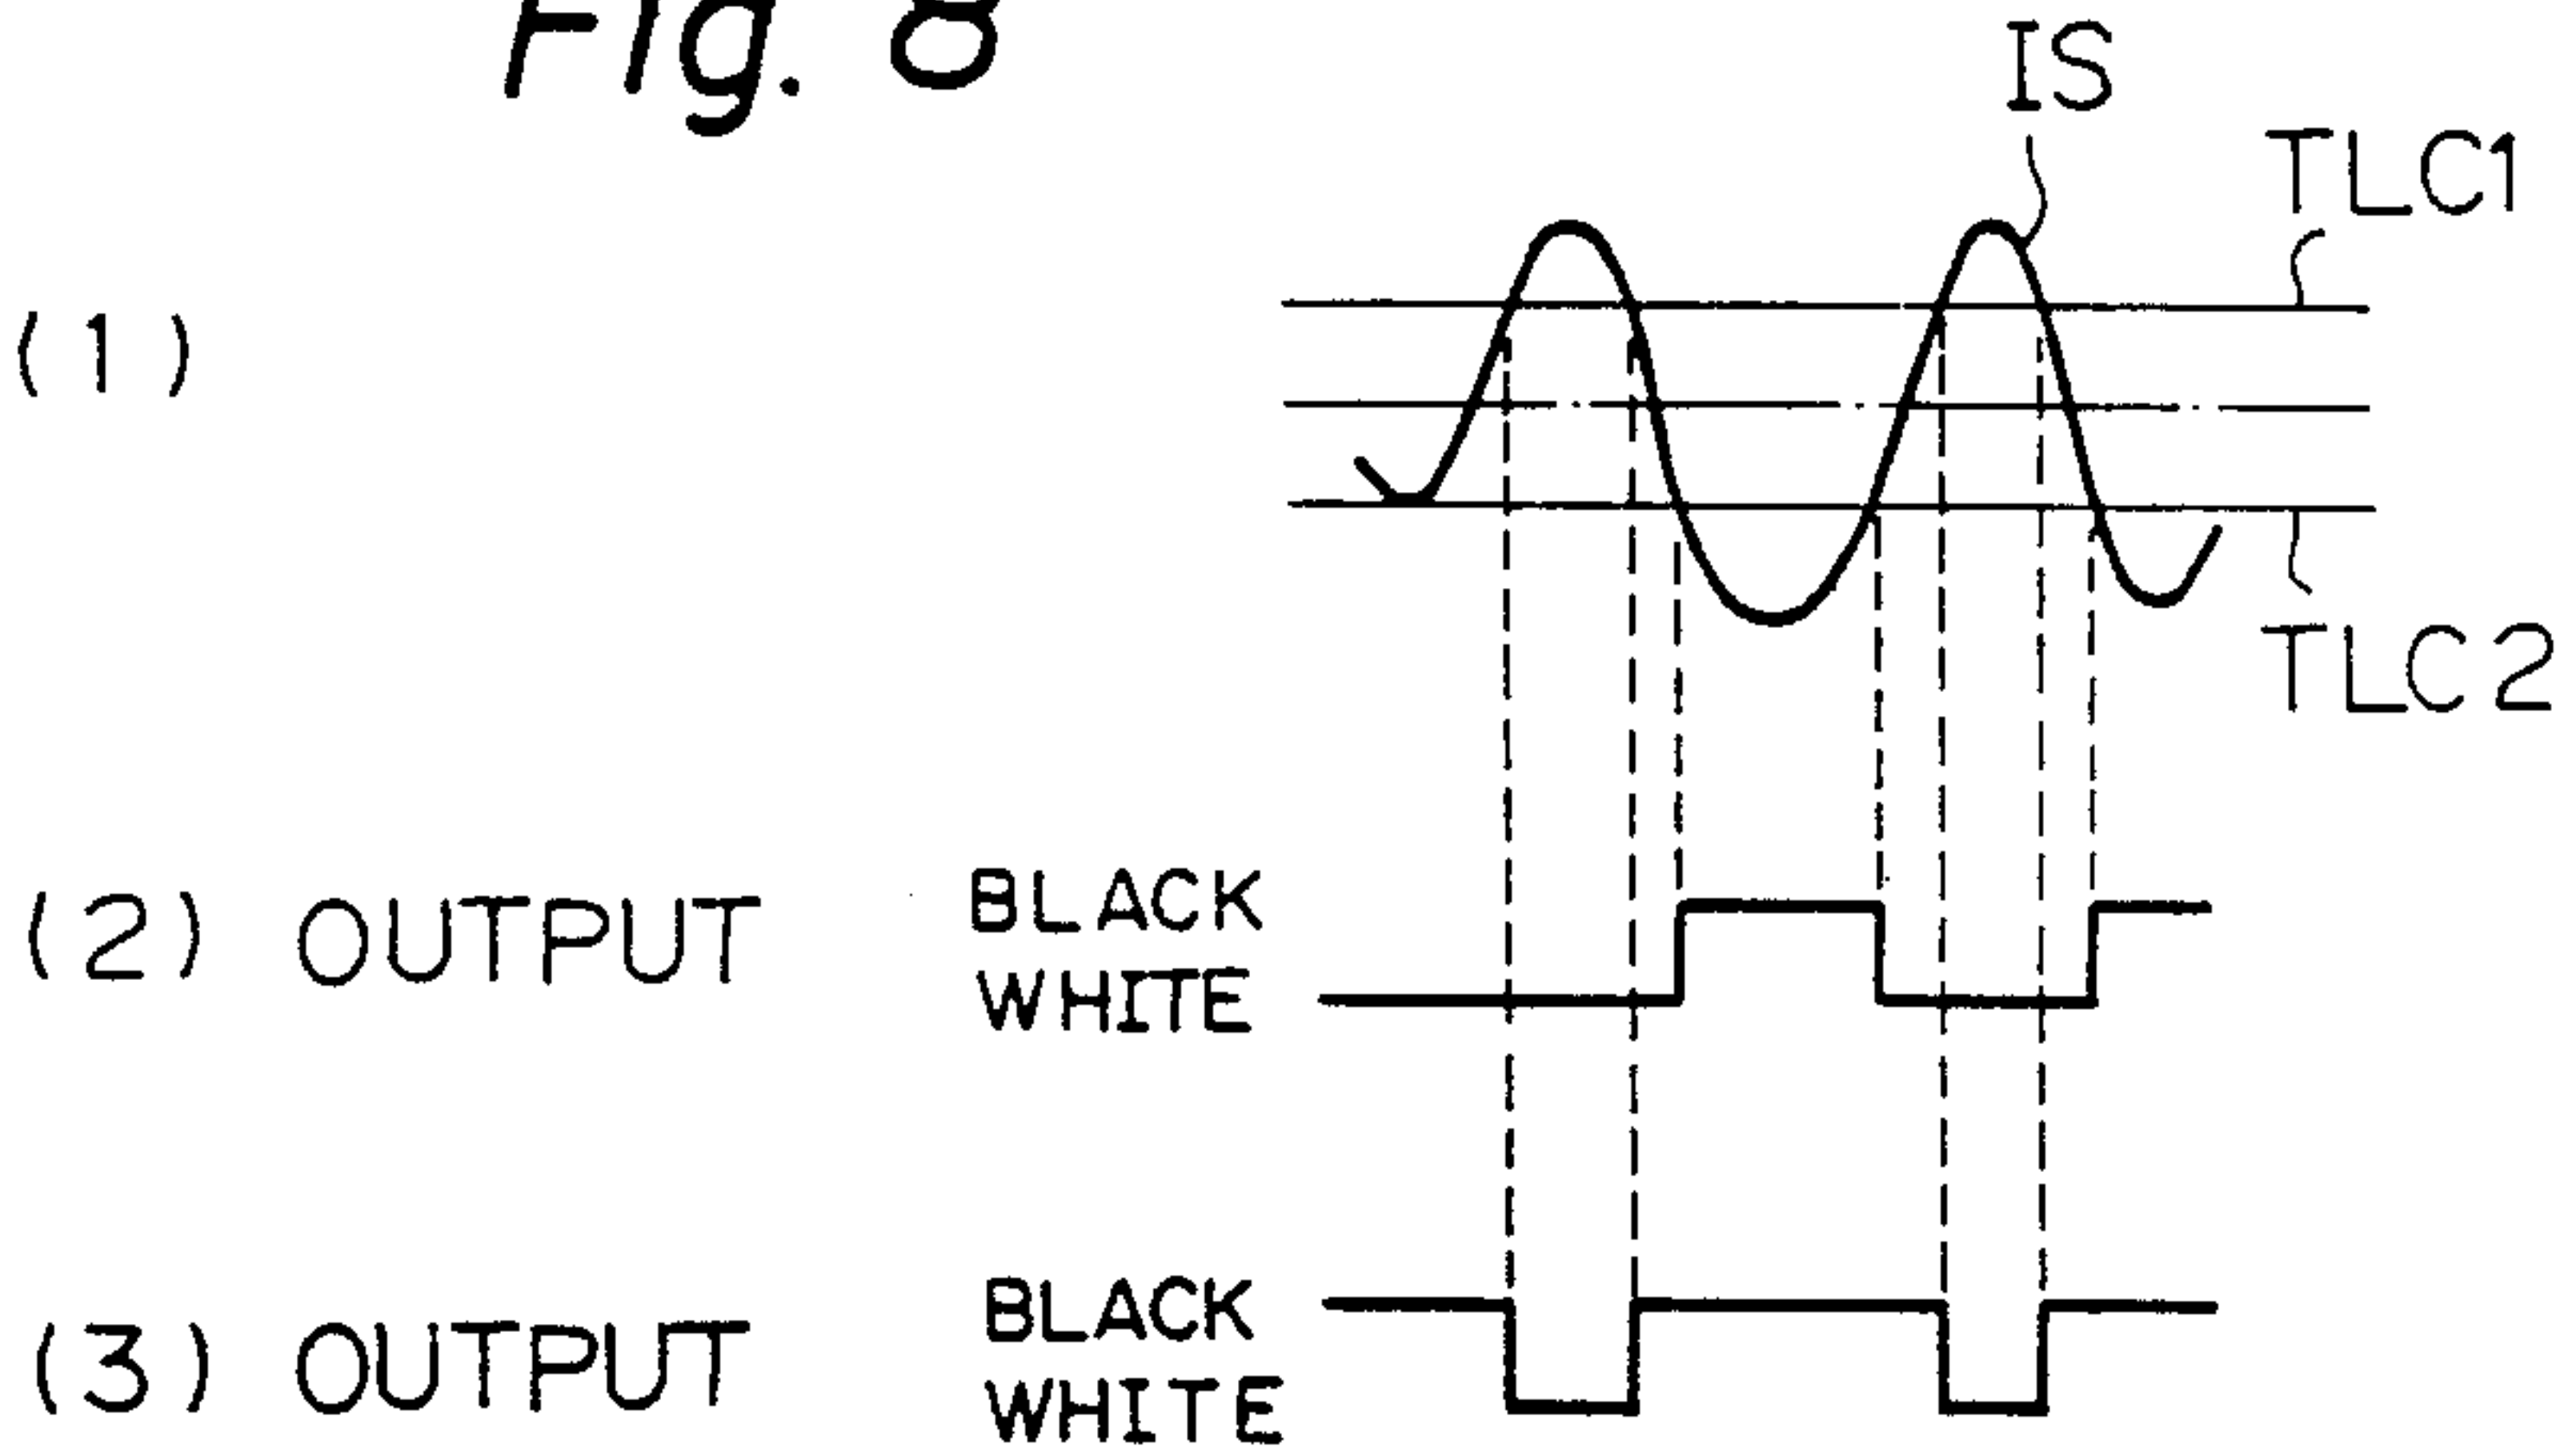 Fig. 8
IS
TLC1
(1)
TLC2
(2) OUTPUT BLACK
WHITE
(3) OUTPUT BLACK
WHITE